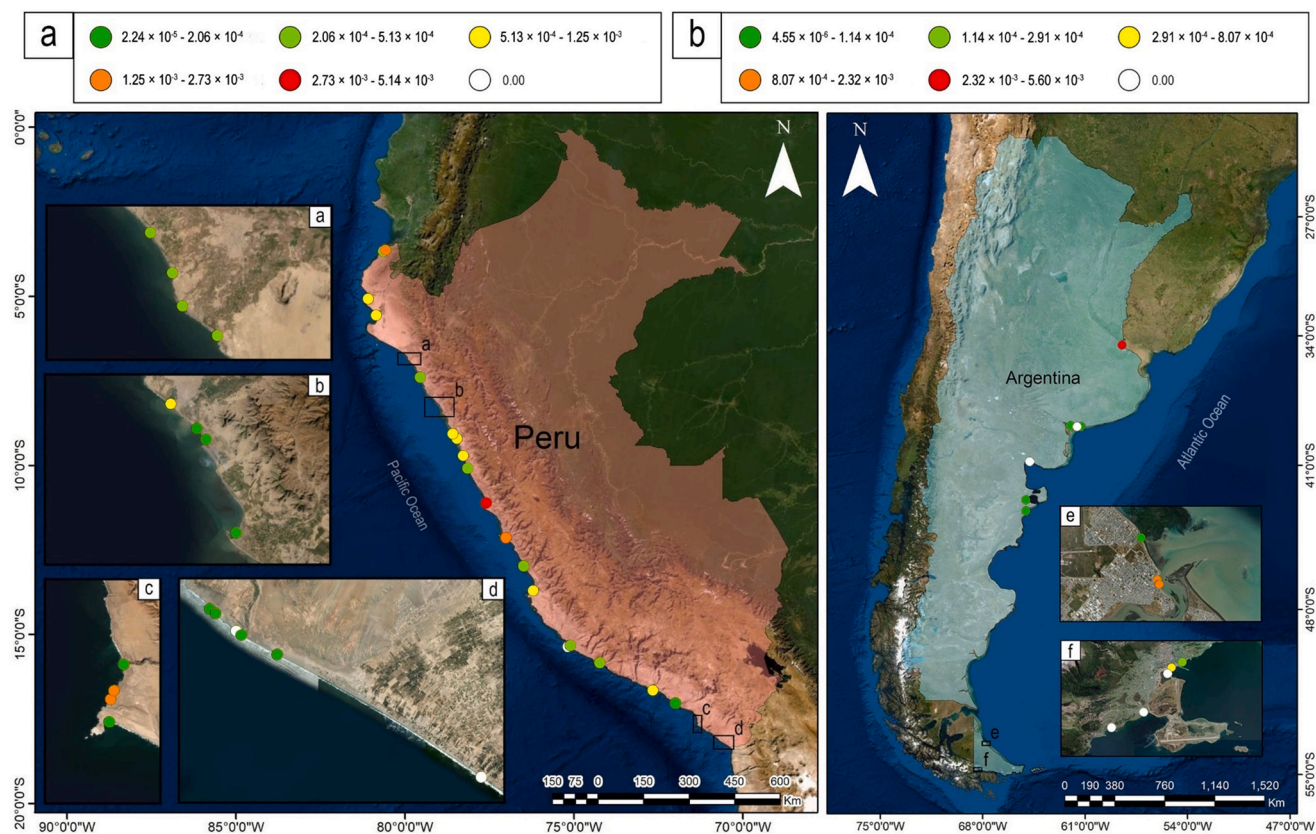 a
2.24 × 10⁻⁵ - 2.06 × 10⁻⁴
2.06 × 10⁻⁴ - 5.13 × 10⁻⁴
5.13 × 10⁻⁴ - 1.25 × 10⁻³
1.25 × 10⁻³ - 2.73 × 10⁻³
2.73 × 10⁻³ - 5.14 × 10⁻³
0.00
b
4.55 × 10⁻⁶ - 1.14 × 10⁻⁴
1.14 × 10⁻⁴ - 2.91 × 10⁻⁴
2.91 × 10⁻⁴ - 8.07 × 10⁻⁴
8.07 × 10⁻⁴ - 2.32 × 10⁻³
2.32 × 10⁻³ - 5.60 × 10⁻³
0.00
0°0'0"
5°0'0"S
10°0'0"S
15°0'0"S
20°0'0"S
N
a
b
c
d
a
b
Peru
Pacific Ocean
c
d
150 75 0 150 300 450 600
Km
90°0'0"W 85°0'0"W 80°0'0"W 75°0'0"W 70°0'0"W
N
Argentina
Atlantic Ocean
e
f
e
f
0 190 380 760 1,140 1,520
Km
27°0'0"S
34°0'0"S
41°0'0"S
48°0'0"S
55°0'0"S
75°0'0"W 68°0'0"W 61°0'0"W 54°0'0"W 47°0'0"W